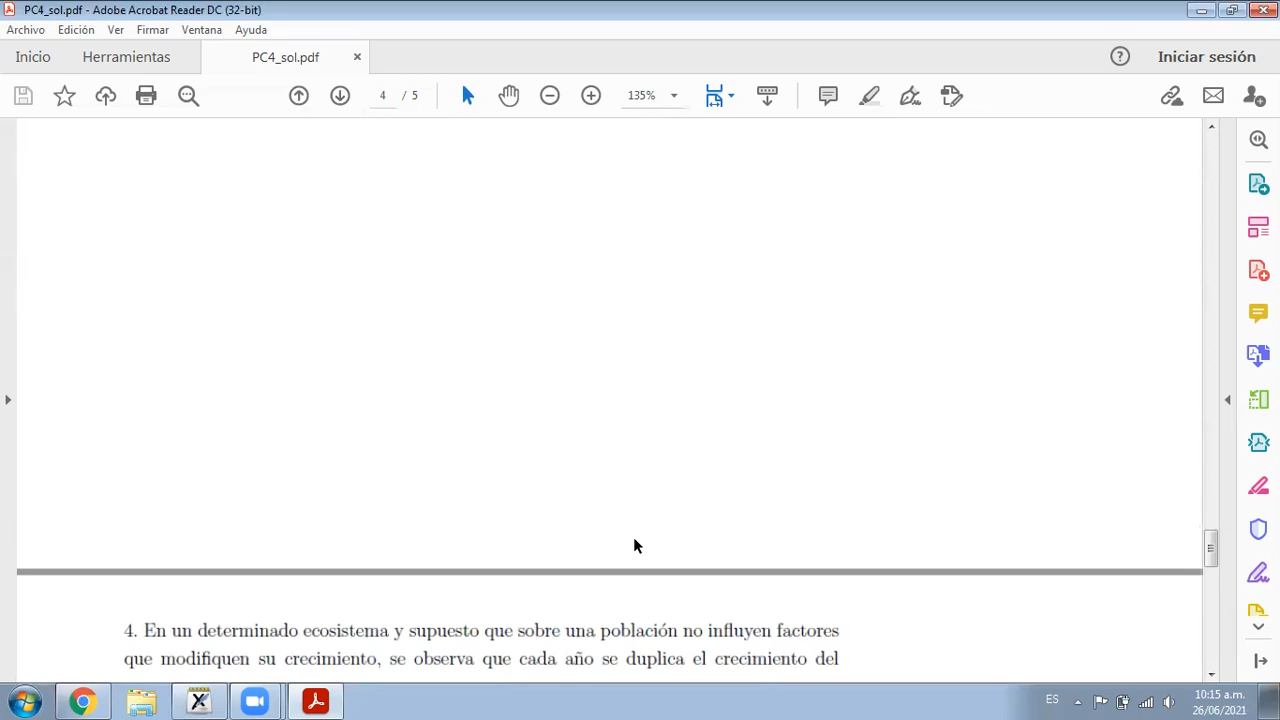 PC4_sol.pdf - Adobe Acrobat Reader DC (32-bit)
Archivo Edición Ver Firmar Ventana Ayuda
Inicio Herramientas PC4_sol.pdf × Iniciar sesión
4 / 5 135%
4. En un determinado ecosistema y supuesto que sobre una población no influyen factores
que modifiquen su crecimiento, se observa que cada año se duplica el crecimiento del
ES 10:15 a.m.
26/06/2021